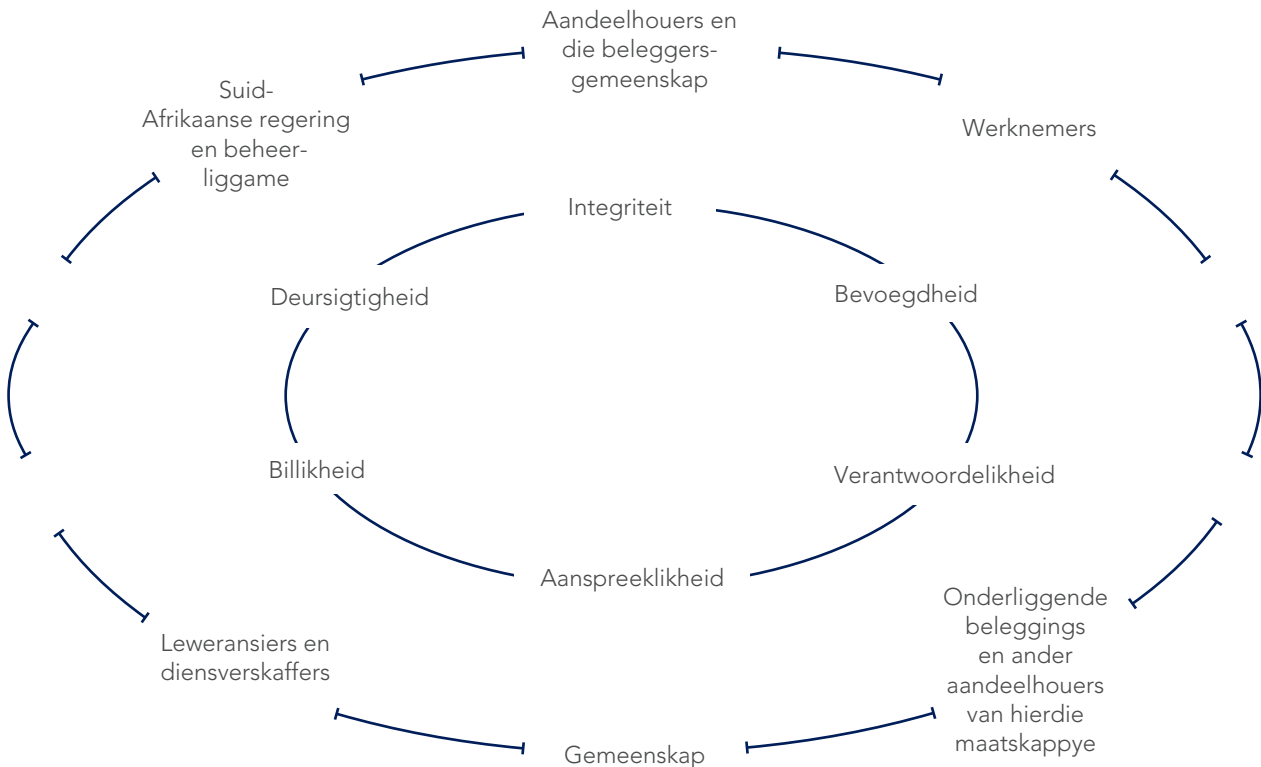 Aandeelhouers en
die beleggers-
gemeenskap
Suid-
Afrikaanse regering
en beheer-
liggame
Werknemers
Integriteit
Deursigtigheid
Bevoegdheid
Billikheid
Verantwoordelikheid
Aanspreeklikheid
Leweransiers en
diensverskaffers
Onderliggende
beleggings
en ander
aandeelhouers
van hierdie
maatskappye
Gemeenskap